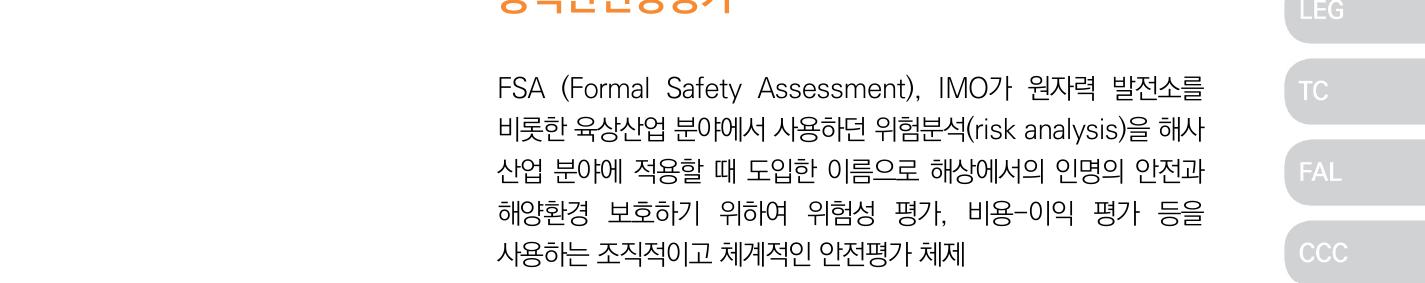 LEG
FSA (Formal Safety Assessment), IMO가 원자력 발전소를
비롯한 육상산업 분야에서 사용하던 위험분석(risk analysis)을 해사
산업 분야에 적용할 때 도입한 이름으로 해상에서의 인명의 안전과
해양환경 보호하기 위하여 위험성 평가, 비용-이익 평가 등을
사용하는 조직적이고 체계적인 안전평가 체제
TC
FAL
CCC